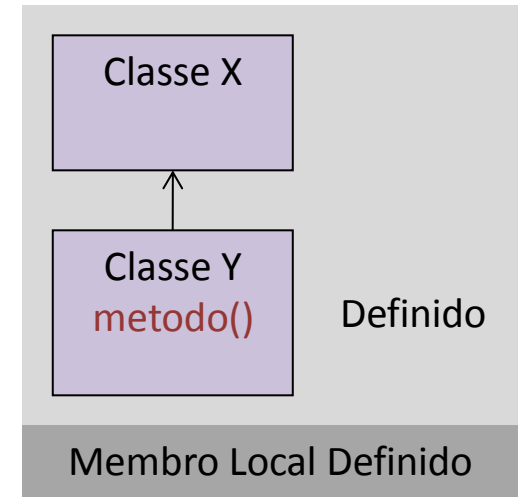 Classe X
Classe Y
metodo()
Definido
Membro Local Definido